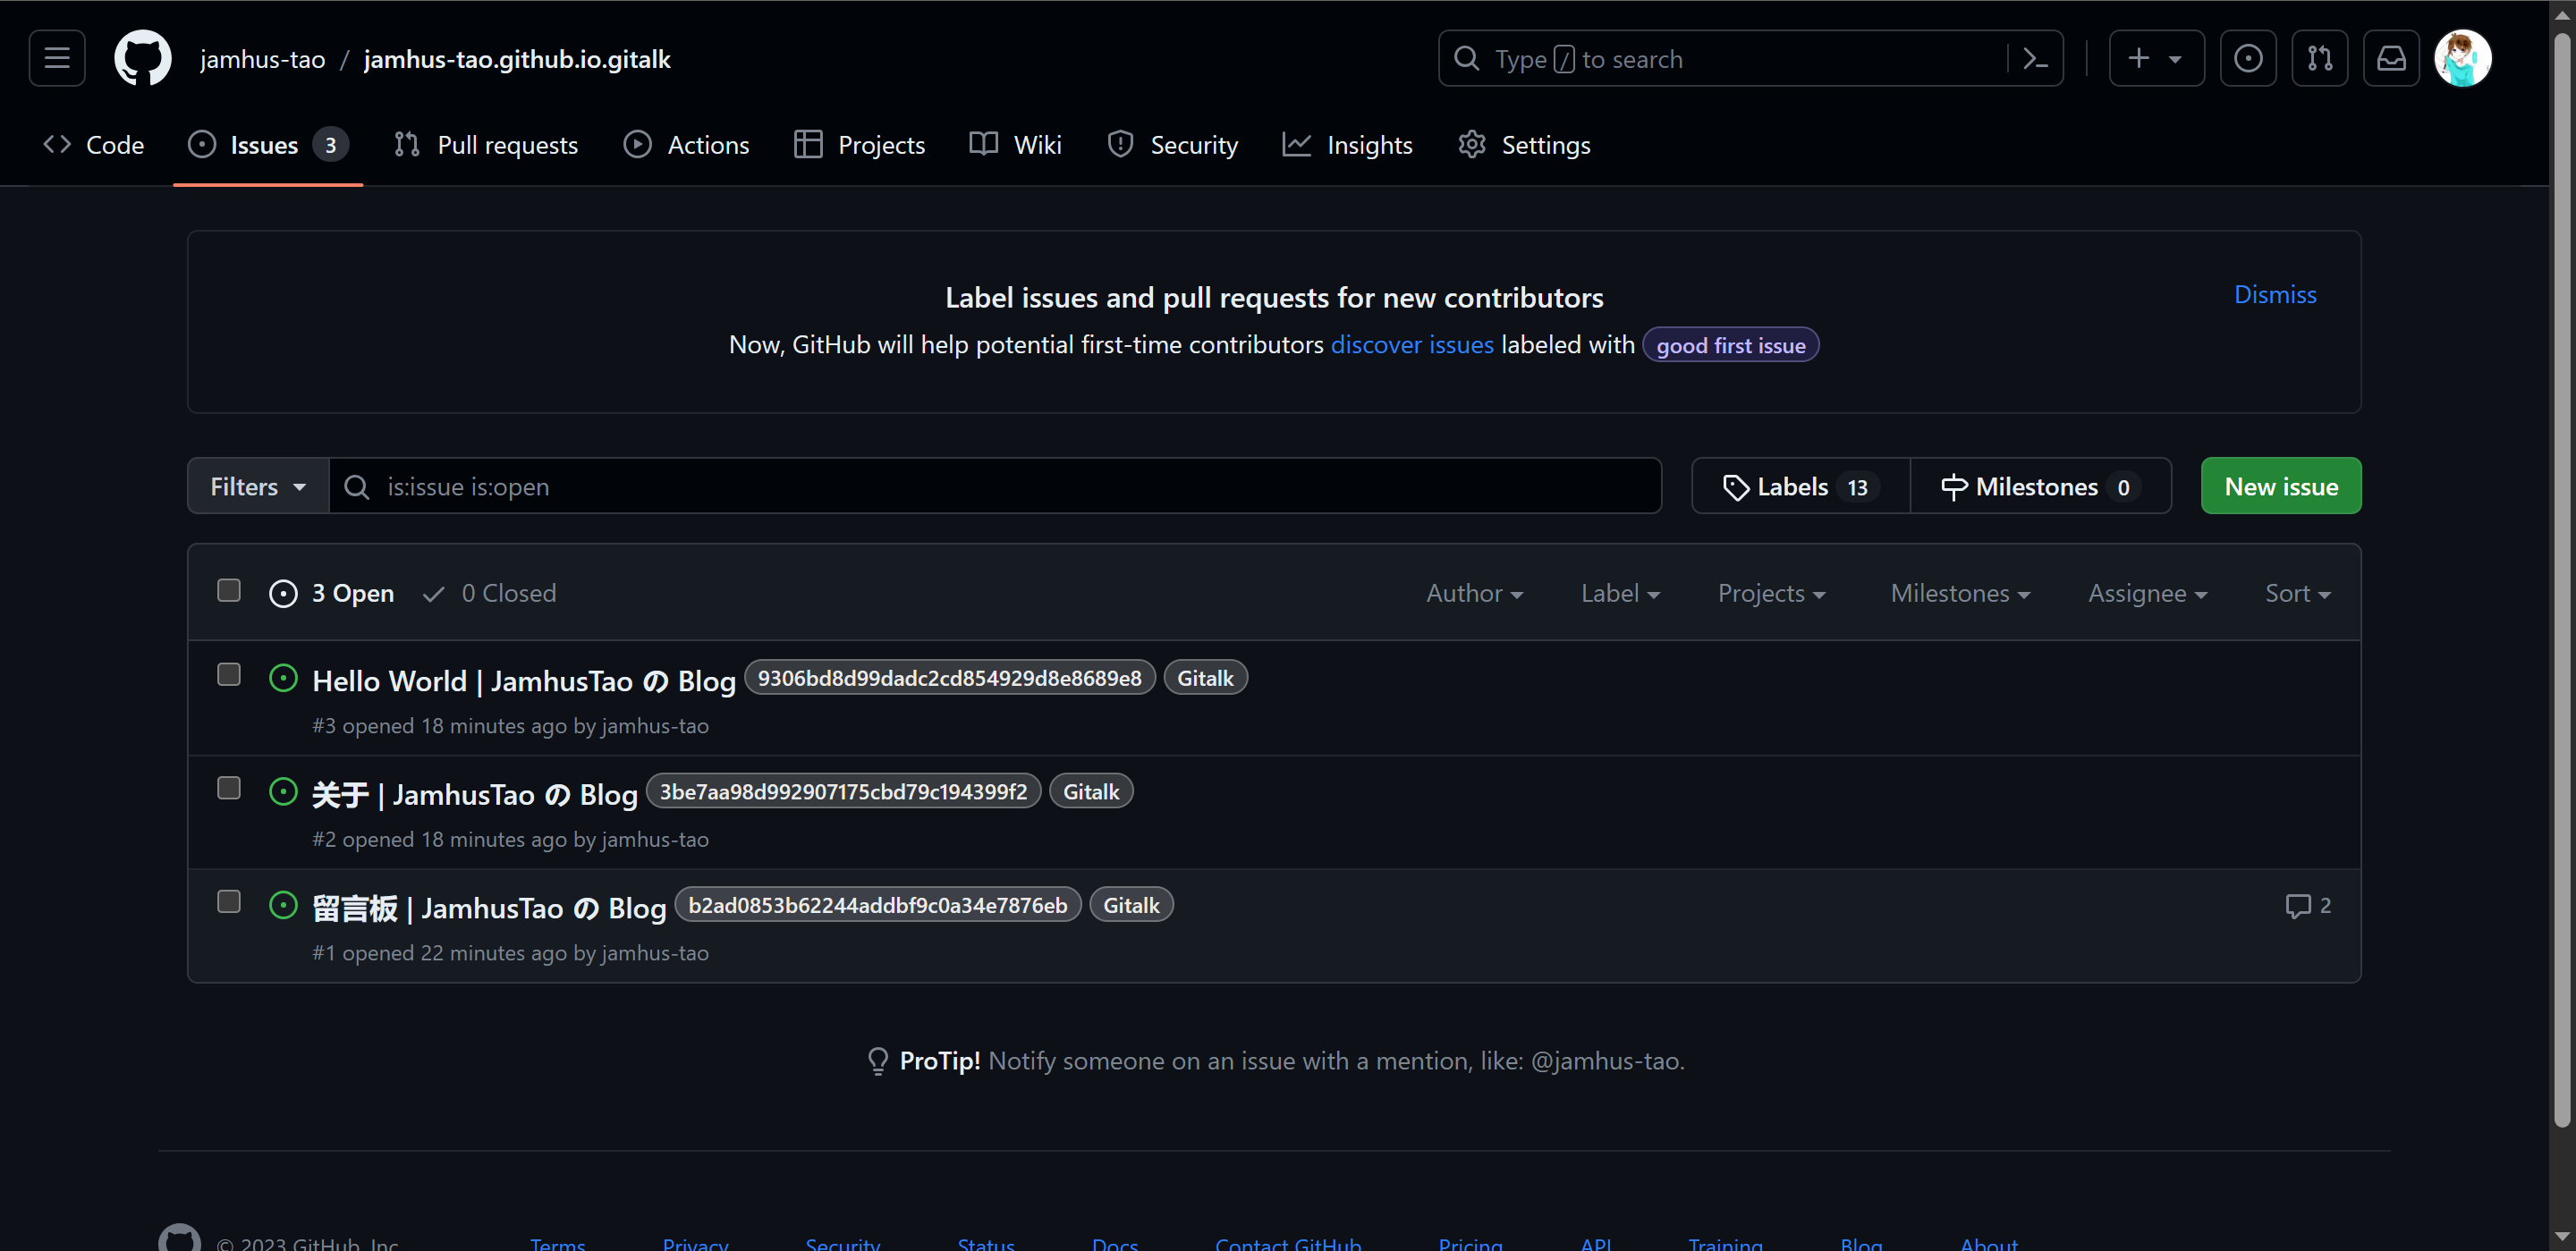 jamhus-tao / jamhus-tao.github.io.gitalk
Type / to search
Code Issues 3 Pull requests Actions Projects Wiki Security Insights Settings
Label issues and pull requests for new contributors
Dismiss
Now, GitHub will help potential first-time contributors discover issues labeled with good first issue
Filters is:issue is:open Labels 13 Milestones 0 New issue
3 Open 0 Closed Author Label Projects Milestones Assignee Sort
Hello World | JamhusTao の Blog 9306bd8d99dadc2cd854929d8e8689e8 Gitalk
#3 opened 18 minutes ago by jamhus-tao
关于 | JamhusTao の Blog 3be7aa98d992907175cbd79c194399f2 Gitalk
#2 opened 18 minutes ago by jamhus-tao
留言板 | JamhusTao の Blog b2ad0853b62244addbf9c0a34e7876eb Gitalk 2
#1 opened 22 minutes ago by jamhus-tao
ProTip! Notify someone on an issue with a mention, like: @jamhus-tao.
© 2023 GitHub, Inc. Terms Privacy Security Status Docs Contact GitHub Pricing API Training Blog About